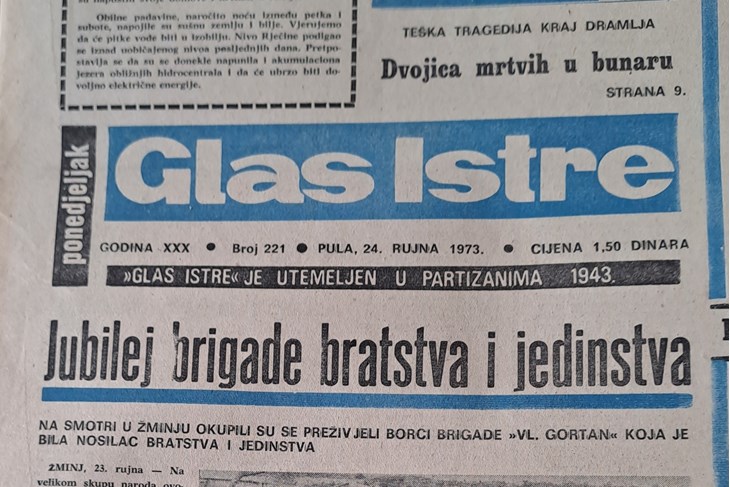 Obilne padavine, naročito noću između petka i
subote, napojile su sušnu zemlju i bilje. Vjerujemo
da će pitke vode biti u izobilju. Nivo Rječine podigao
se iznad uobičajenog nivoa posljednjih dana. Pretpo-
stavlja se da su se donekle napunila i akumulaciona
jezera obližnjih hidrocentrala i da će ubrzo biti do-
voljno električne energije.
TEŠKA TRAGEDIJA KRAJ DRAMLJA
Dvojica mrtvih u bunaru
STRANA 9.
ponedjeljak
Glas Istre
GODINA XXX ● Broj 221 ● PULA, 24. RUJNA 1973. ● CIJENA 1,50 DINARA
»GLAS ISTRE« JE UTEMELJEN U PARTIZANIMA 1943.
Jubilej brigade bratstva i jedinstva
NA SMOTRI U ŽMINJU OKUPILI SU SE PREŽIVJELI BORCI BRIGADE »VL. GORTAN« KOJA JE
BILA NOSILAC BRATSTVA I JEDINSTVA
ŽMINJ, 23. rujna — Na
velikom skupu naroda